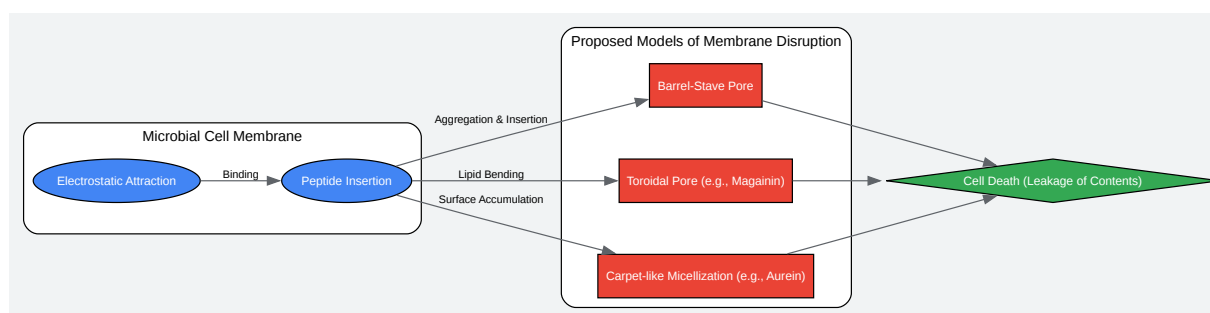 Proposed Models of Membrane Disruption
Barrel-Stave Pore
Aggregation & Insertion
Microbial Cell Membrane
Electrostatic Attraction
Binding
Peptide Insertion
Lipid Bending
Toroidal Pore (e.g., Magainin)
Cell Death (Leakage of Contents)
Surface Accumulation
Carpet-like Micellization (e.g., Aurein)